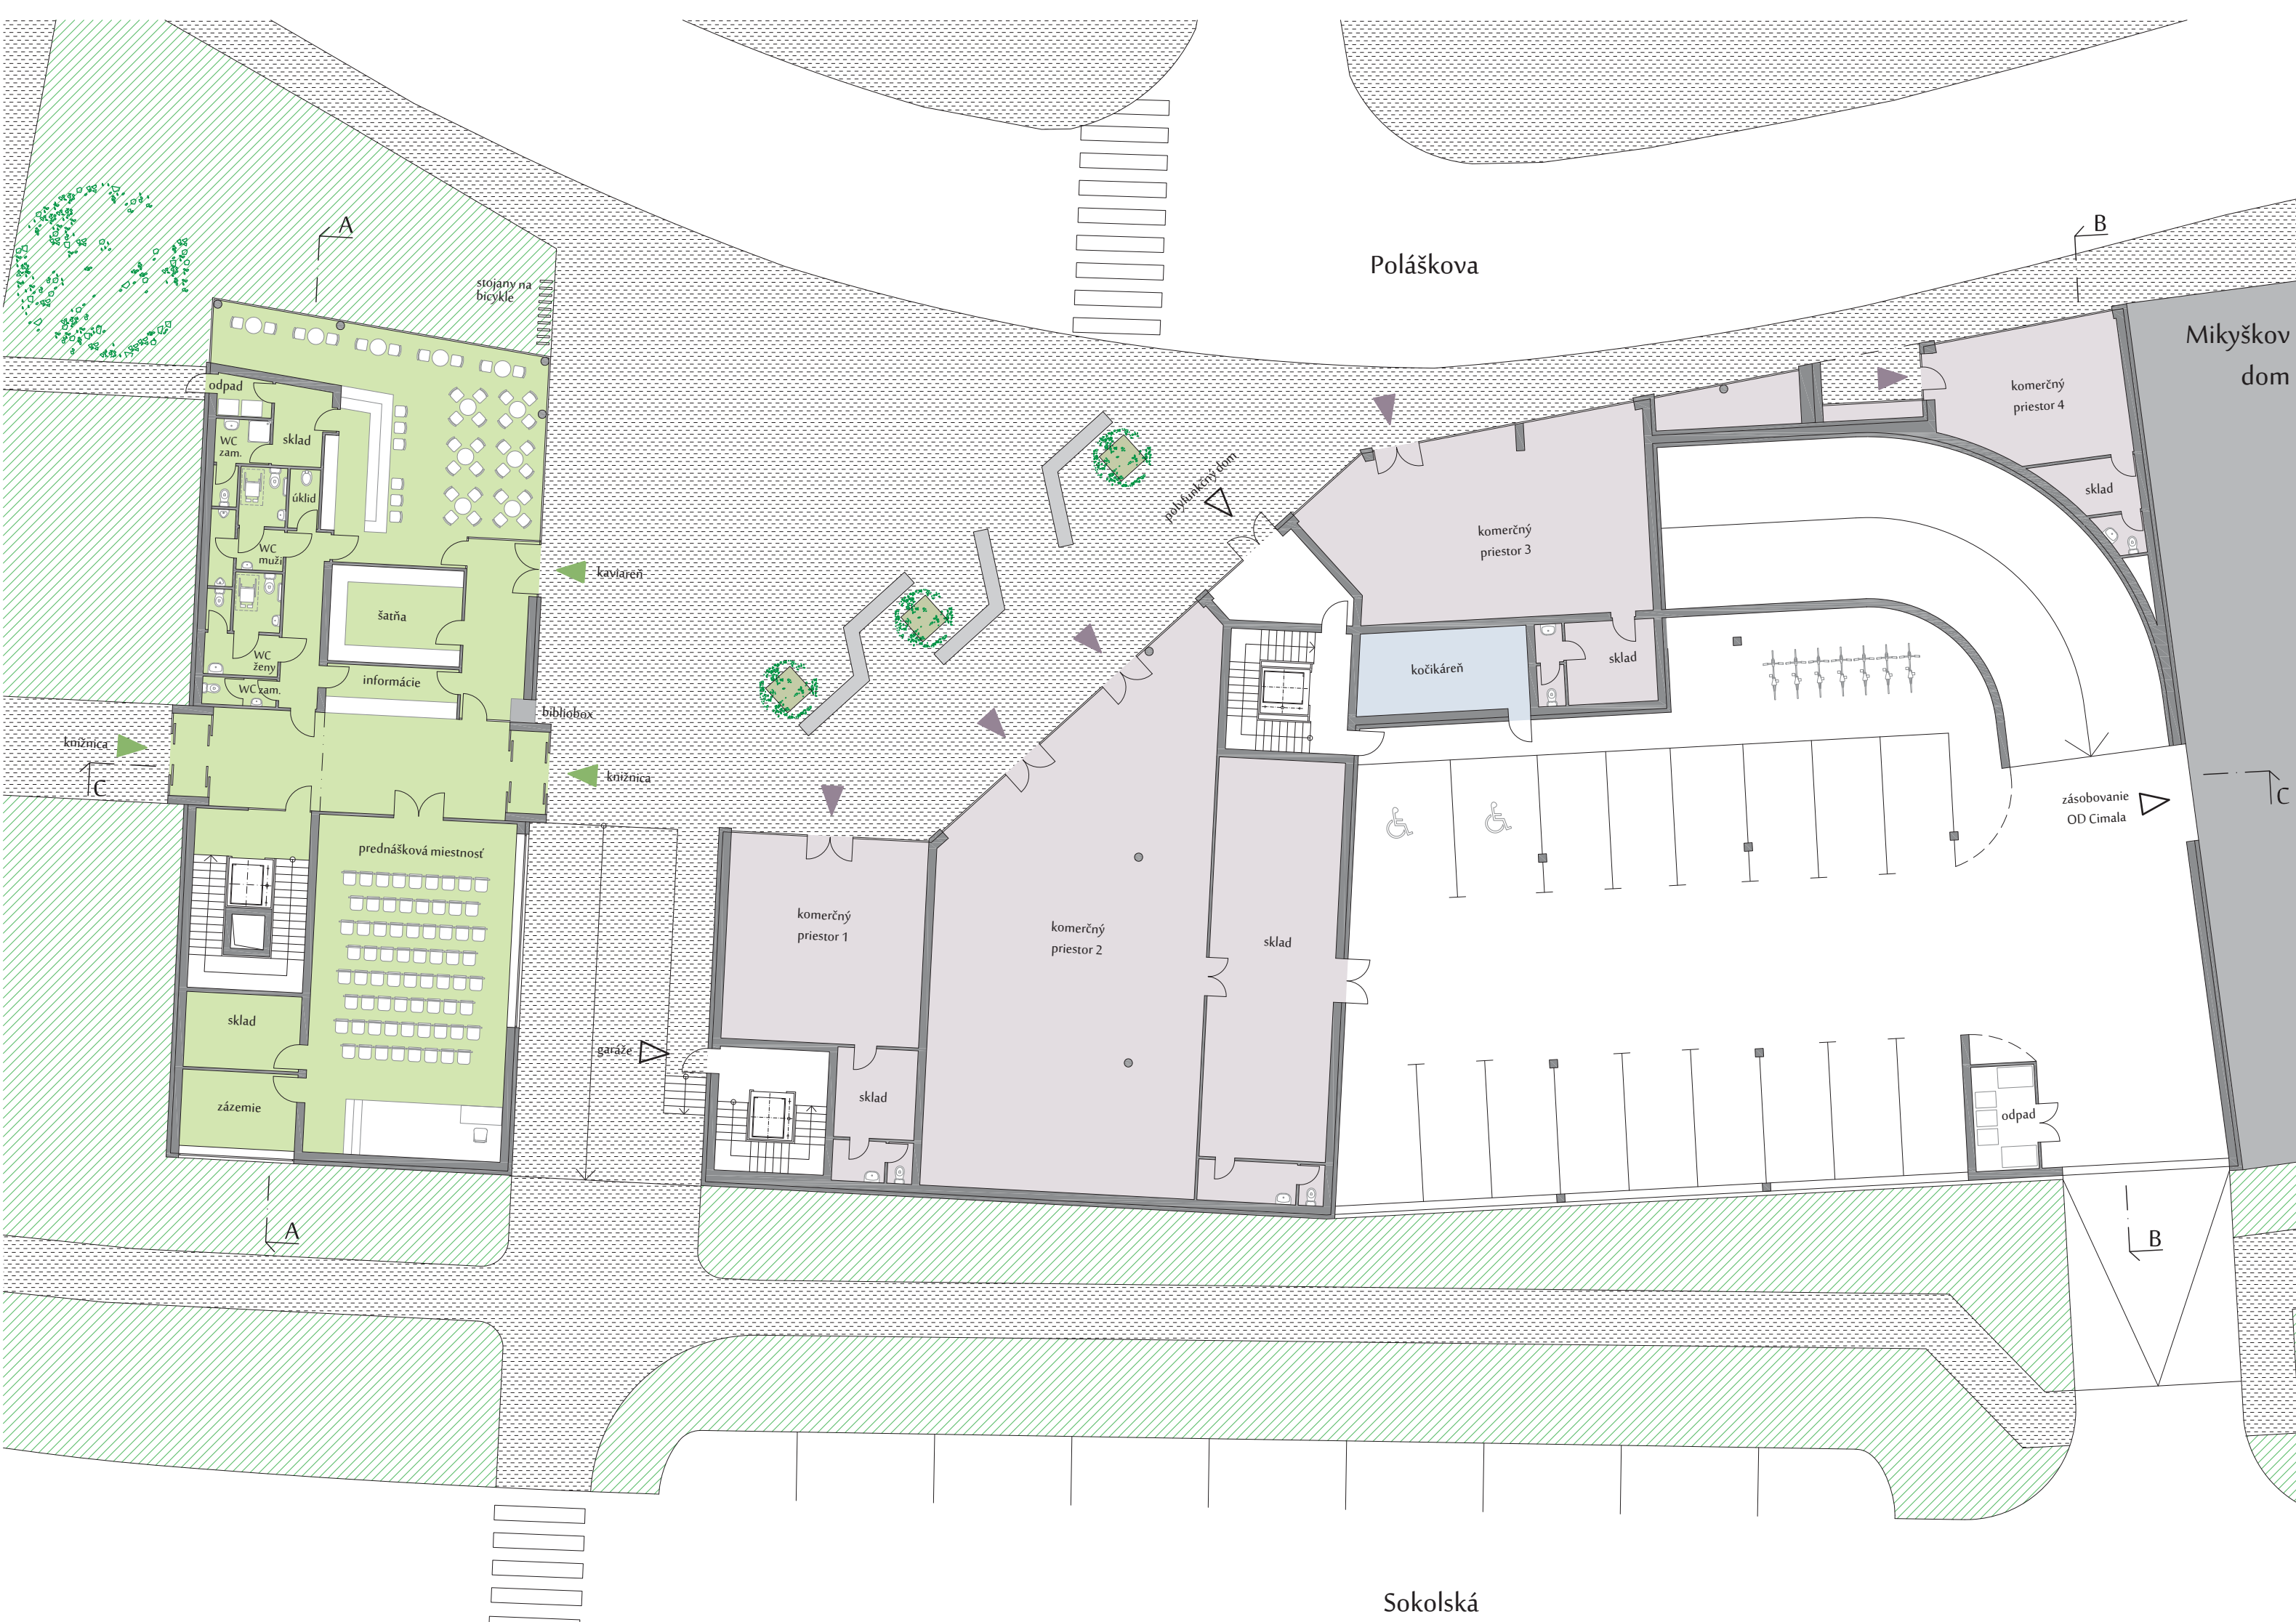 A
B
Poláškova
stojany na
bicykle
Mikyškov
dom
odpad
komerčný
priestor 4
WC
zam.
sklad
sklad
úklid
polyfunkčný dom
komerčný
priestor 3
WC
muži
kaviareň
šatňa
WC
ženy
informácie
kočikáreň
sklad
WC zam.
bibliobox
knižnica
knižnica
C
C
zásobovanie
OD Cimala
prednášková miestnosť
komerčný
priestor 1
komerčný
priestor 2
sklad
sklad
garáže
zázemie
sklad
odpad
A
B
Sokolská